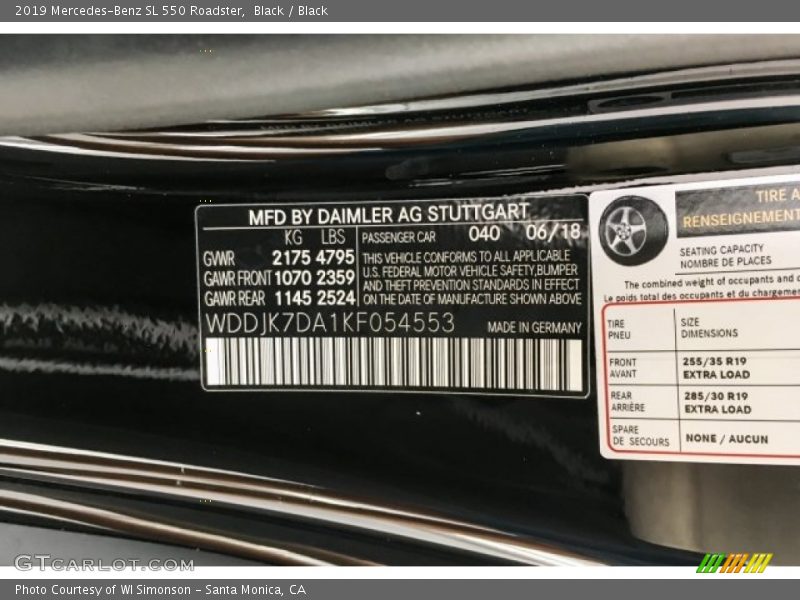 2019 Mercedes-Benz SL 550 Roadster, Black / Black
MFD BY DAIMLER AG STUTTGART
KG LBS
GVWR 2175 4795
GAWR FRONT 1070 2359
GAWR REAR 1145 2524
PASSENGER CAR 040 06/18
THIS VEHICLE CONFORMS TO ALL APPLICABLE
U.S. FEDERAL MOTOR VEHICLE SAFETY, BUMPER
AND THEFT PREVENTION STANDARDS IN EFFECT
ON THE DATE OF MANUFACTURE SHOWN ABOVE
WDDJK7DA1KF054553 MADE IN GERMANY
TIRE
RENSEIGNEMENT
SEATING CAPACITY
NOMBRE DE PLACES
The combined weight of occupants and
Le poids total des occupants et du
TIRE
PNEU
SIZE
DIMENSIONS
FRONT
AVANT
255/35 R19
EXTRA LOAD
REAR
ARRIÈRE
285/30 R19
EXTRA LOAD
SPARE
DE SECOURS
NONE / AUCUN
GTCARLOT.COM
Photo Courtesy of WI Simonson - Santa Monica, CA